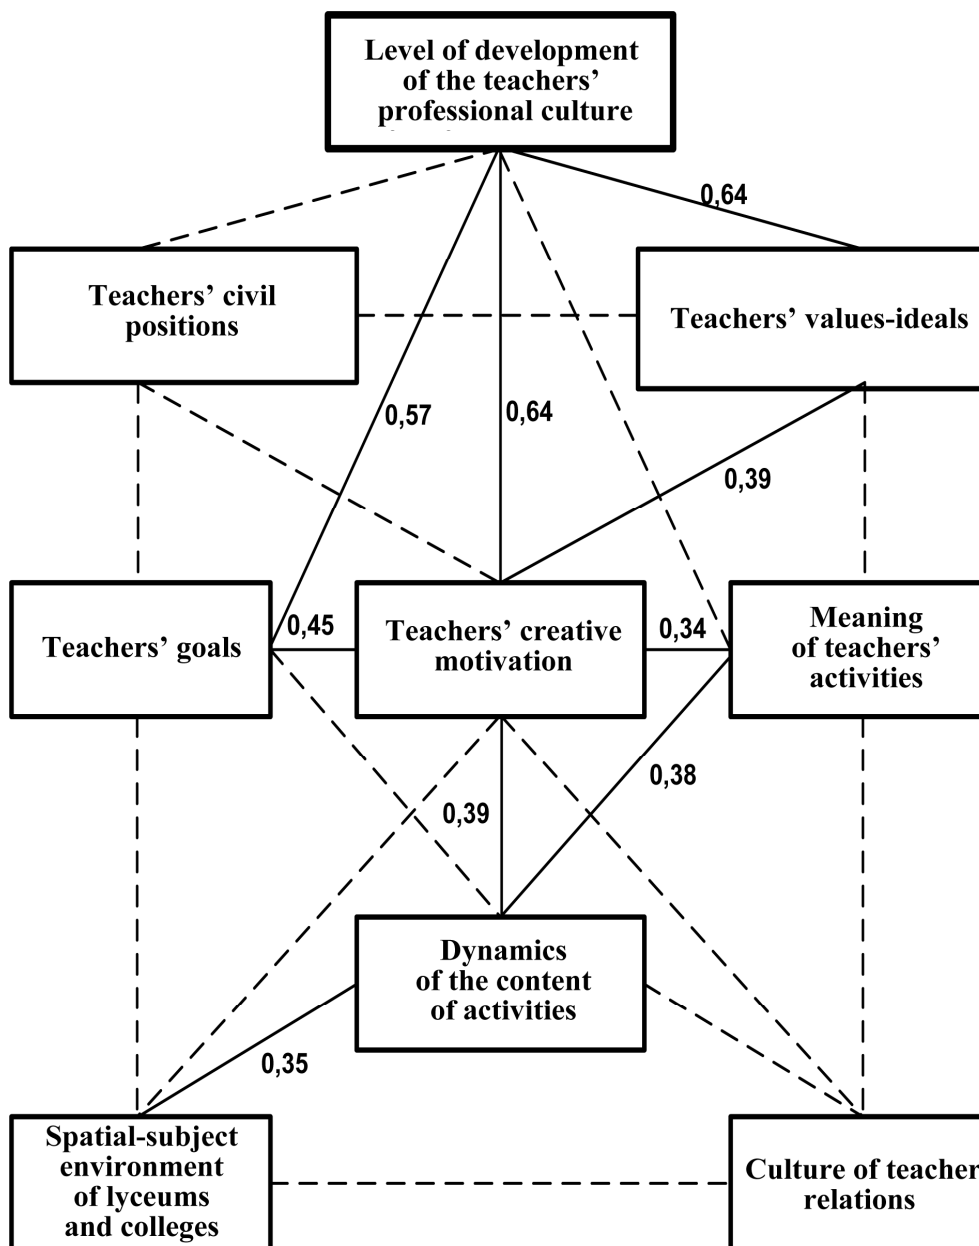 Level of development
of the teachers’
professional culture
0,64
Teachers’ civil
positions
Teachers’ values-ideals
0,57
0,64
0,39
Teachers’ goals
0,45
Teachers’ creative
motivation
0,34
Meaning
of teachers’
activities
0,39
0,38
Dynamics
of the content
of activities
0,35
Spatial-subject
environment
of lyceums
and colleges
Culture of teacher
relations